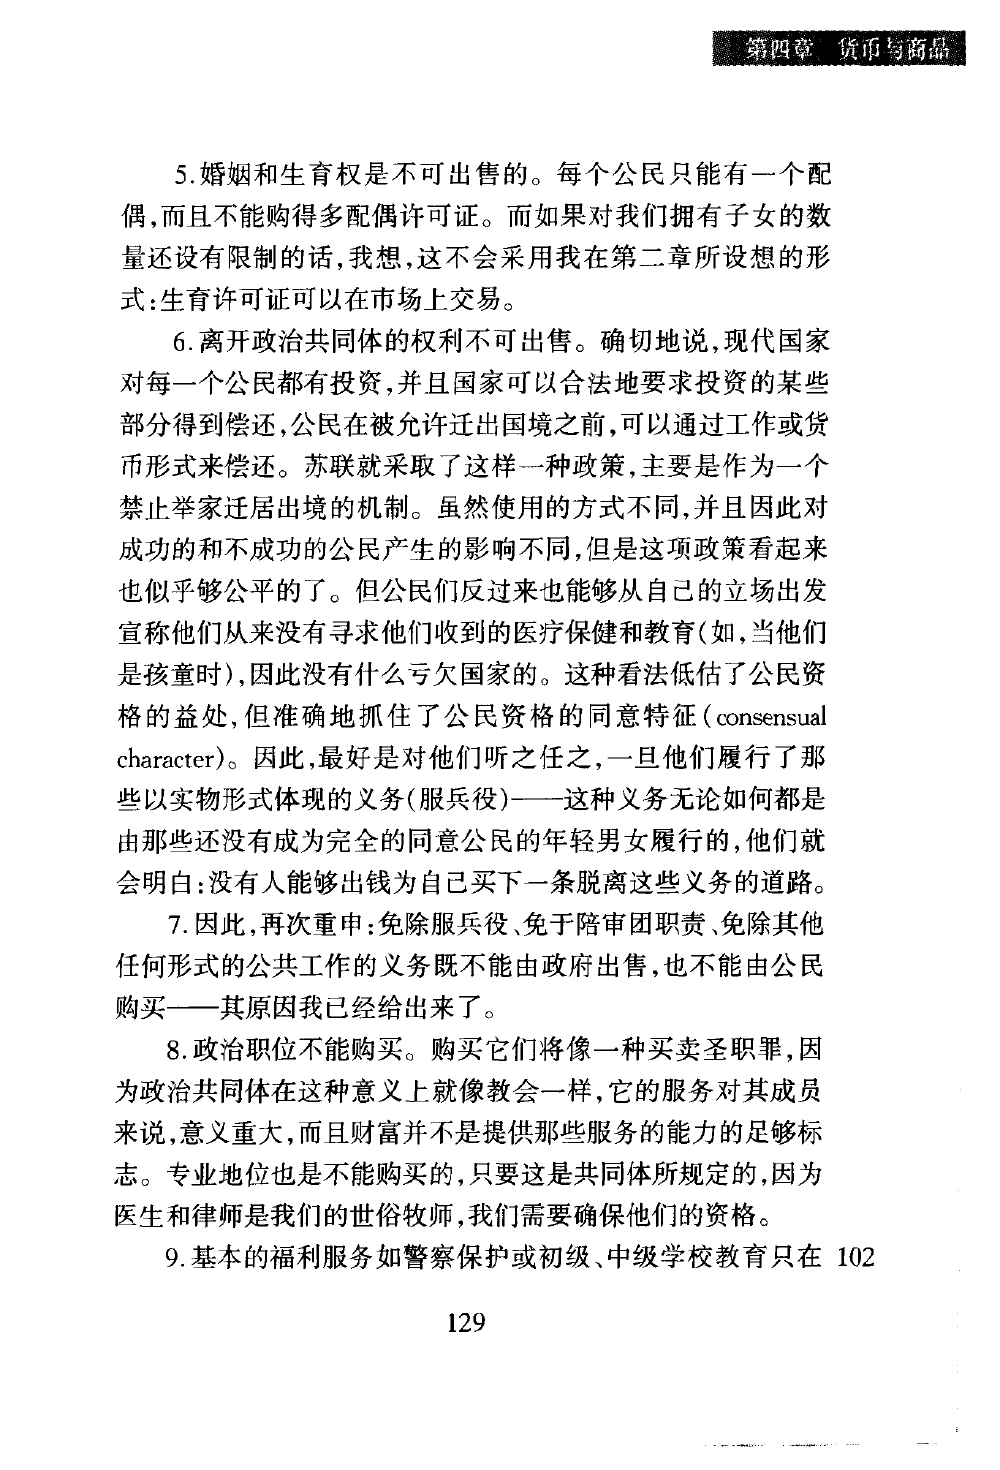 第四章　货币与商品
5.婚姻和生育权是不可出售的。每个公民只能有一个配
偶,而且不能购得多配偶许可证。而如果对我们拥有子女的数
量还设有限制的话,我想,这不会采用我在第二章所设想的形
式:生育许可证可以在市场上交易。
6.离开政治共同体的权利不可出售。确切地说,现代国家
对每一个公民都有投资,并且国家可以合法地要求投资的某些
部分得到偿还,公民在被允许迁出国境之前,可以通过工作或货
币形式来偿还。苏联就采取了这样一种政策,主要是作为一个
禁止举家迁居出境的机制。虽然使用的方式不同,并且因此对
成功的和不成功的公民产生的影响不同,但是这项政策看起来
也似乎够公平的了。但公民们反过来也能够从自己的立场出发
宣称他们从来没有寻求他们收到的医疗保健和教育(如,当他们
是孩童时),因此没有什么亏欠国家的。这种看法低估了公民资
格的益处,但准确地抓住了公民资格的同意特征(consensual
character)。因此,最好是对他们听之任之,一旦他们履行了那
些以实物形式体现的义务(服兵役)——这种义务无论如何都是
由那些还没有成为完全的同意公民的年轻男女履行的,他们就
会明白:没有人能够出钱为自己买下一条脱离这些义务的道路。
7.因此,再次重申:免除服兵役、免于陪审团职责、免除其他
任何形式的公共工作的义务既不能由政府出售,也不能由公民
购买——其原因我已经给出来了。
8.政治职位不能购买。购买它们将像一种买卖圣职罪,因
为政治共同体在这种意义上就像教会一样,它的服务对其成员
来说,意义重大,而且财富并不是提供那些服务的能力的足够标
志。专业地位也是不能购买的,只要这是共同体所规定的,因为
医生和律师是我们的世俗牧师,我们需要确保他们的资格。
9.基本的福利服务如警察保护或初级、中级学校教育只在 102
129